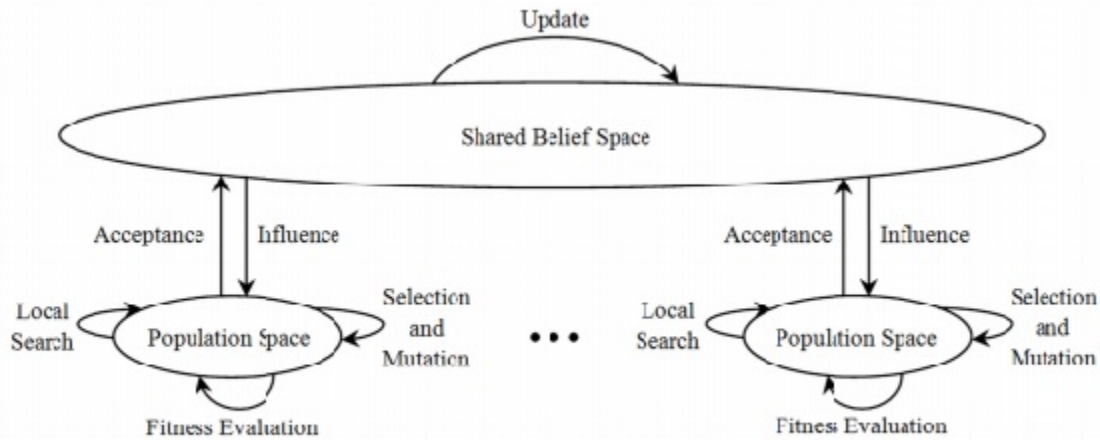 Update
Shared Belief Space
Acceptance
Influence
Acceptance
Influence
Local
Search
Population Space
Selection
and
Mutation
Fitness Evaluation
Local
Search
Population Space
Selection
and
Mutation
Fitness Evaluation